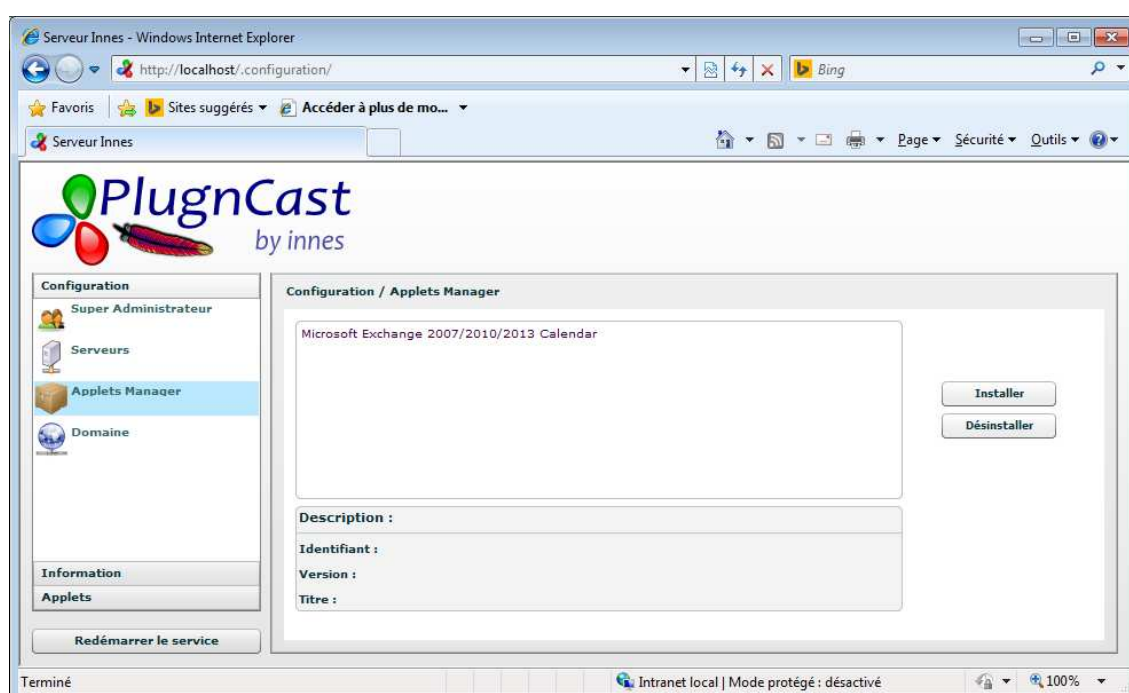 Serveur Innes - Windows Internet Explorer
http://localhost/.configuration/
Bing
Favoris
Sites suggérés
Accéder à plus de mo...
Serveur Innes
Page
Sécurité
Outils
PlugnCast
by innes
Configuration
Super Administrateur
Serveurs
Applets Manager
Domaine
Information
Applets
Redémarrer le service
Configuration / Applets Manager
Microsoft Exchange 2007/2010/2013 Calendar
Installer
Désinstaller
Description :
Identifiant :
Version :
Titre :
Terminé
Intranet local | Mode protégé : désactivé
100%